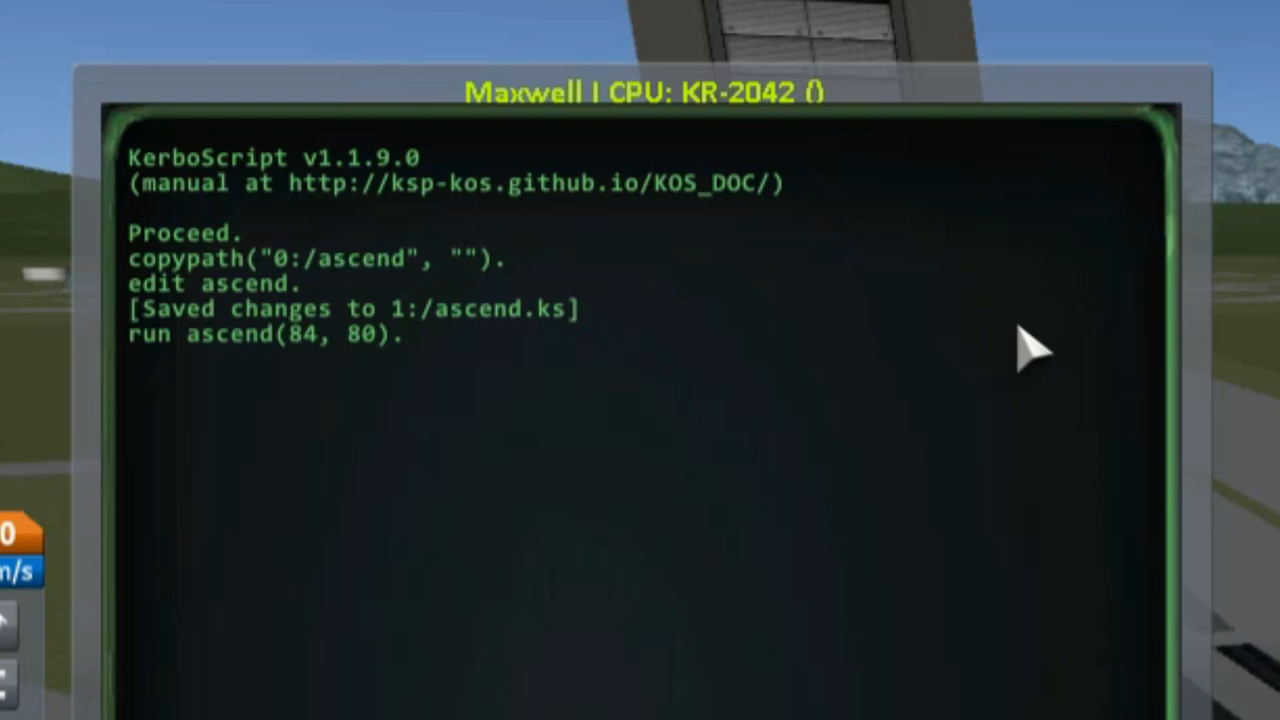 Maxwell | CPU: KR-2042 ()
KerboScript v1.1.9.0
(manual at http://ksp-kos.github.io/KOS_DOC/)
Proceed.
copypath("0:/ascend", "").
edit ascend.
[Saved changes to 1:/ascend.ks]
run ascend(84, 80).
0
m/s